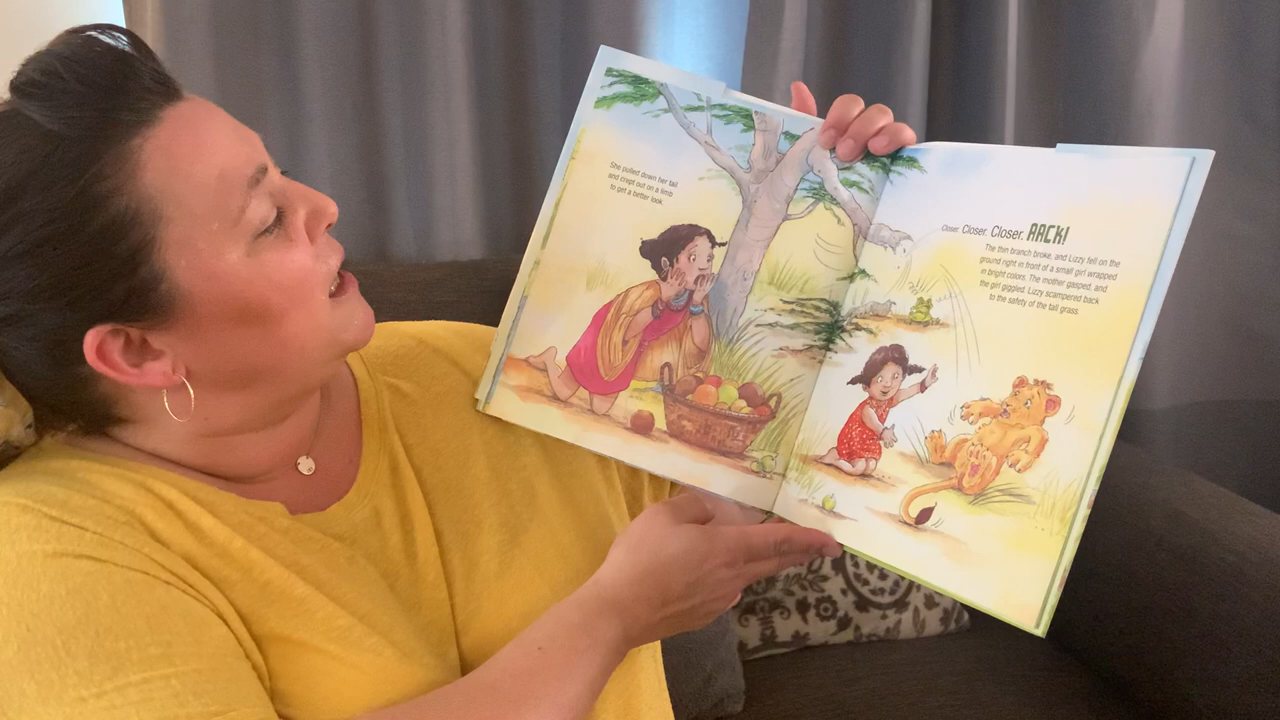 She pulled down her tail
and crept out on a limb
to get a better look.
Closer. Closer. Closer. AACK!
The thin branch broke, and Lizzy fell on the
ground right in front of a small girl wrapped
in bright colors. The mother gasped, and
the girl giggled. Lizzy scampered back
to the safety of the tall grass.